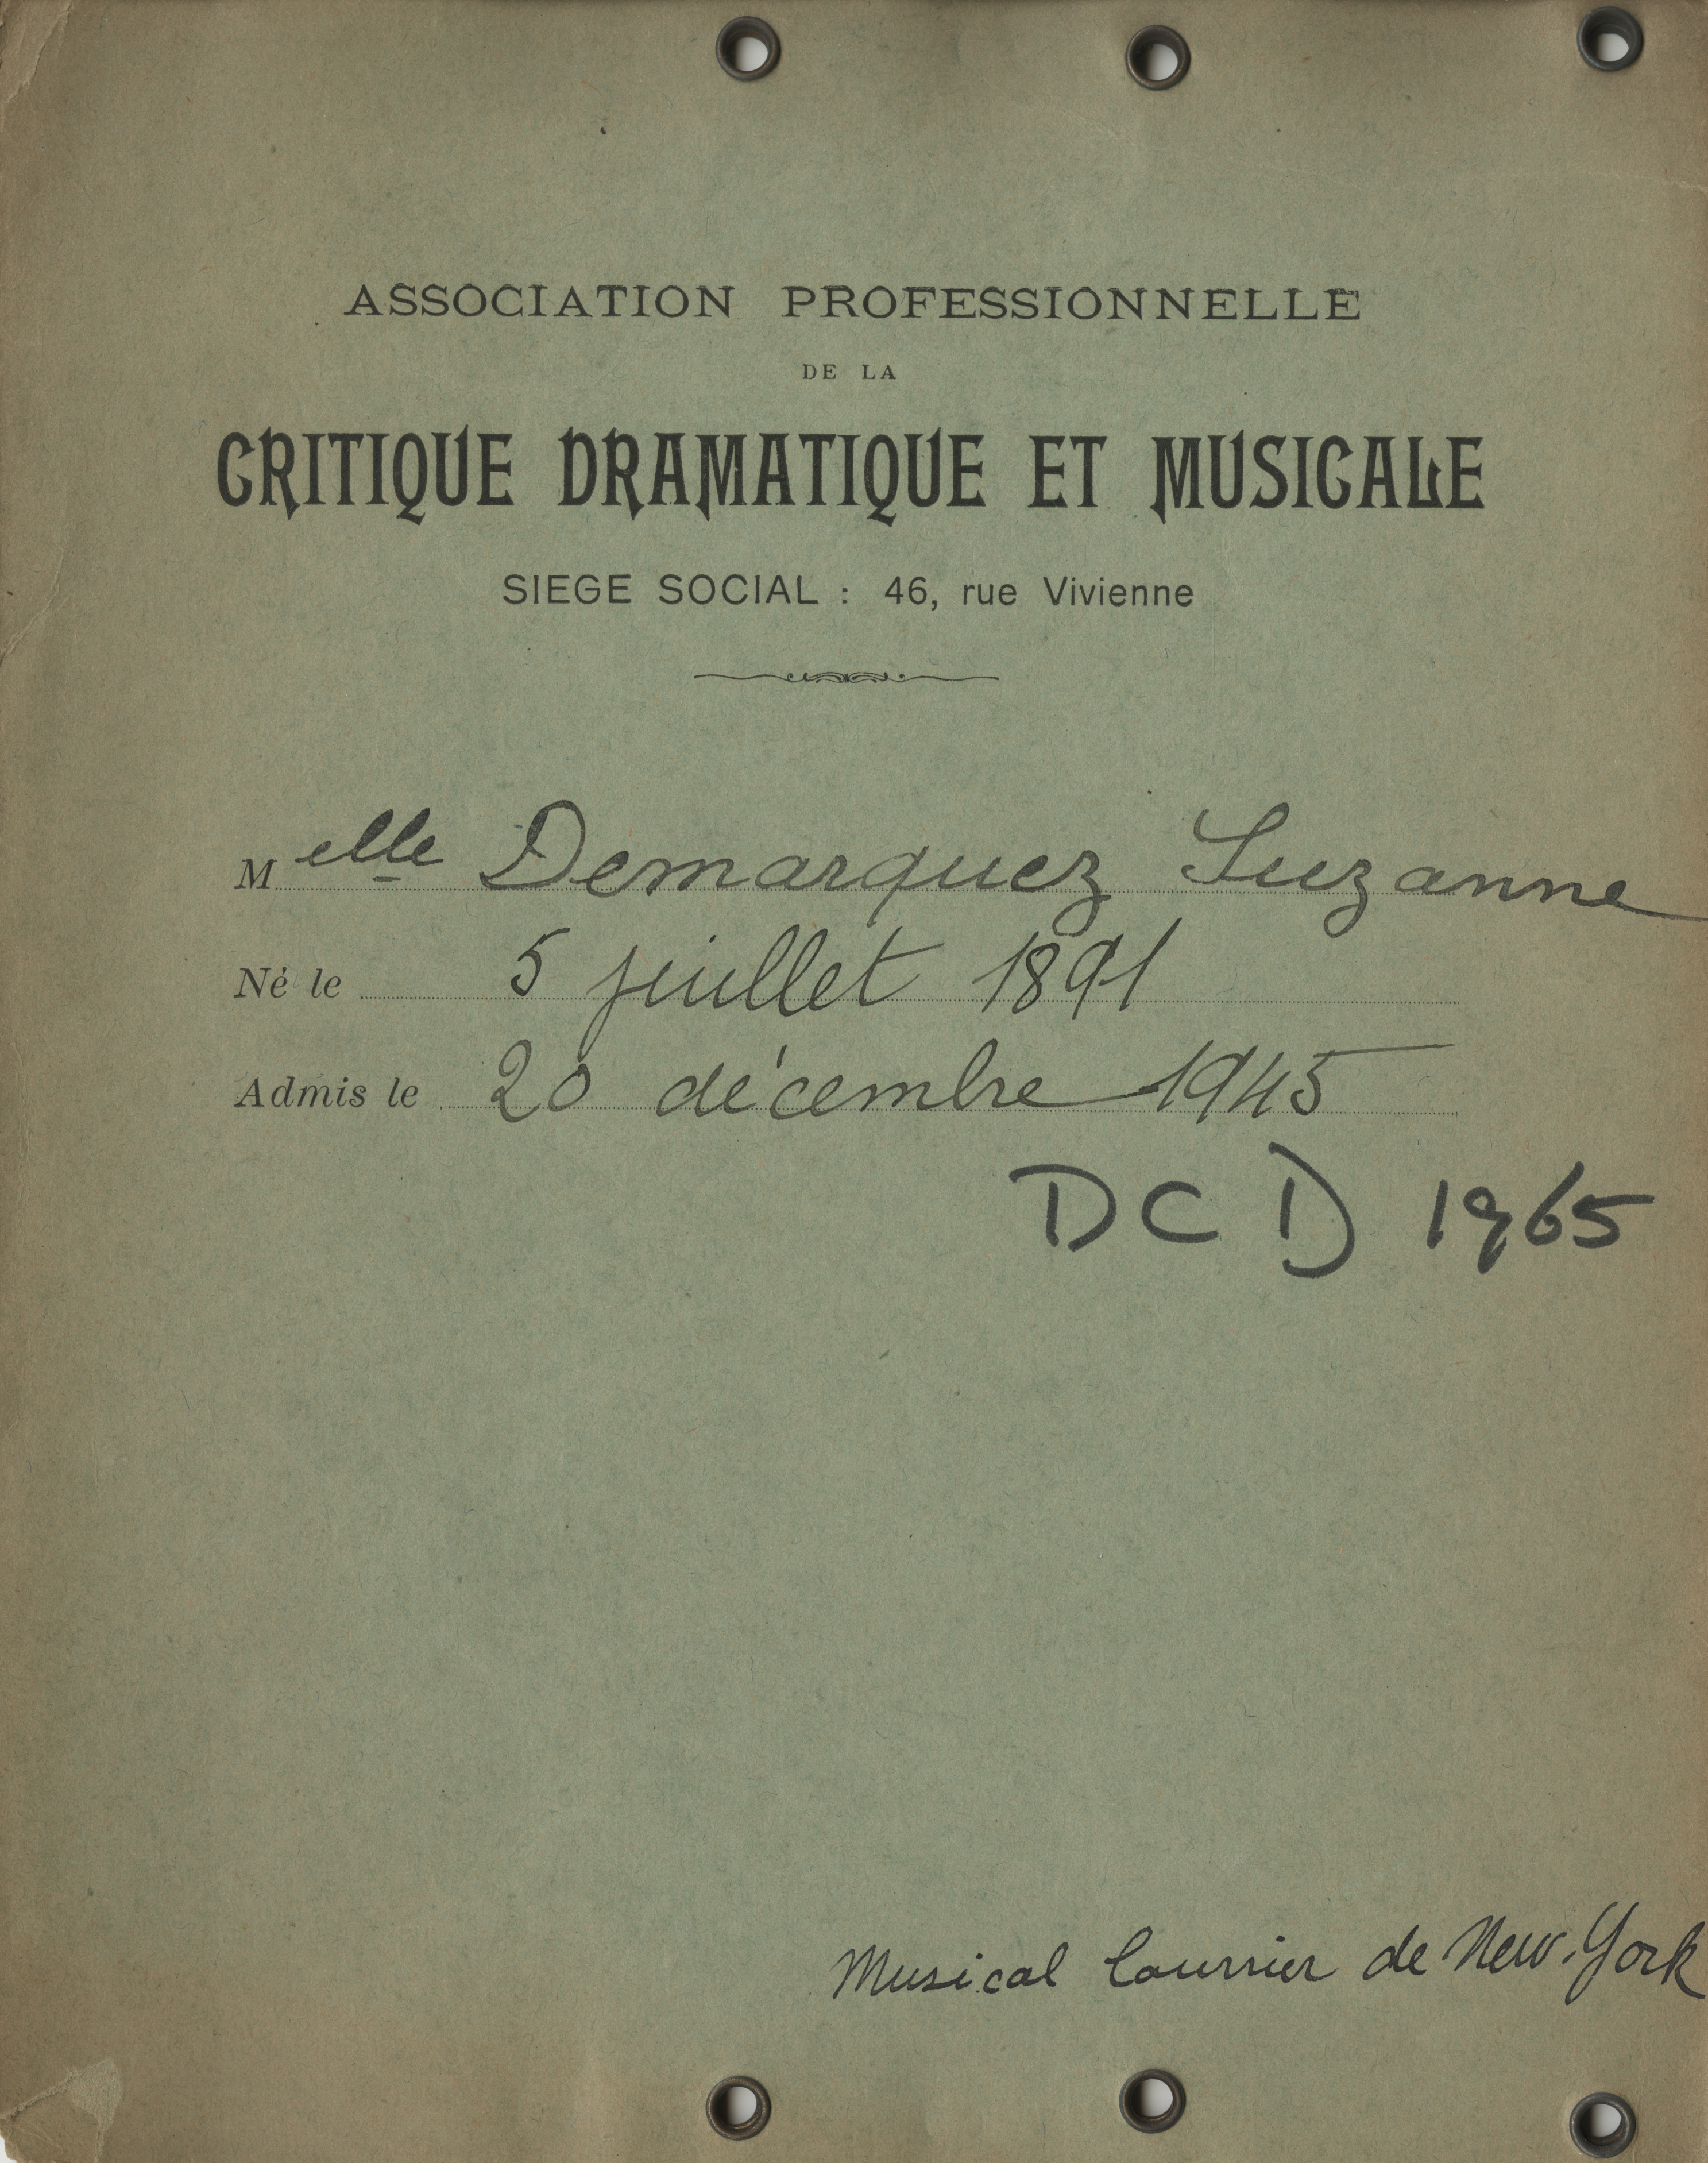 ASSOCIATION PROFESSIONNELLE
DE LA
CRITIQUE DRAMATIQUE ET MUSICALE
SIEGE SOCIAL : 46, rue Vivienne
Melle Demarquez Suzanne
Né le 5 juillet 1891
Admis le 20 décembre 1945
DCD 1965
Musical Courrier de New-York